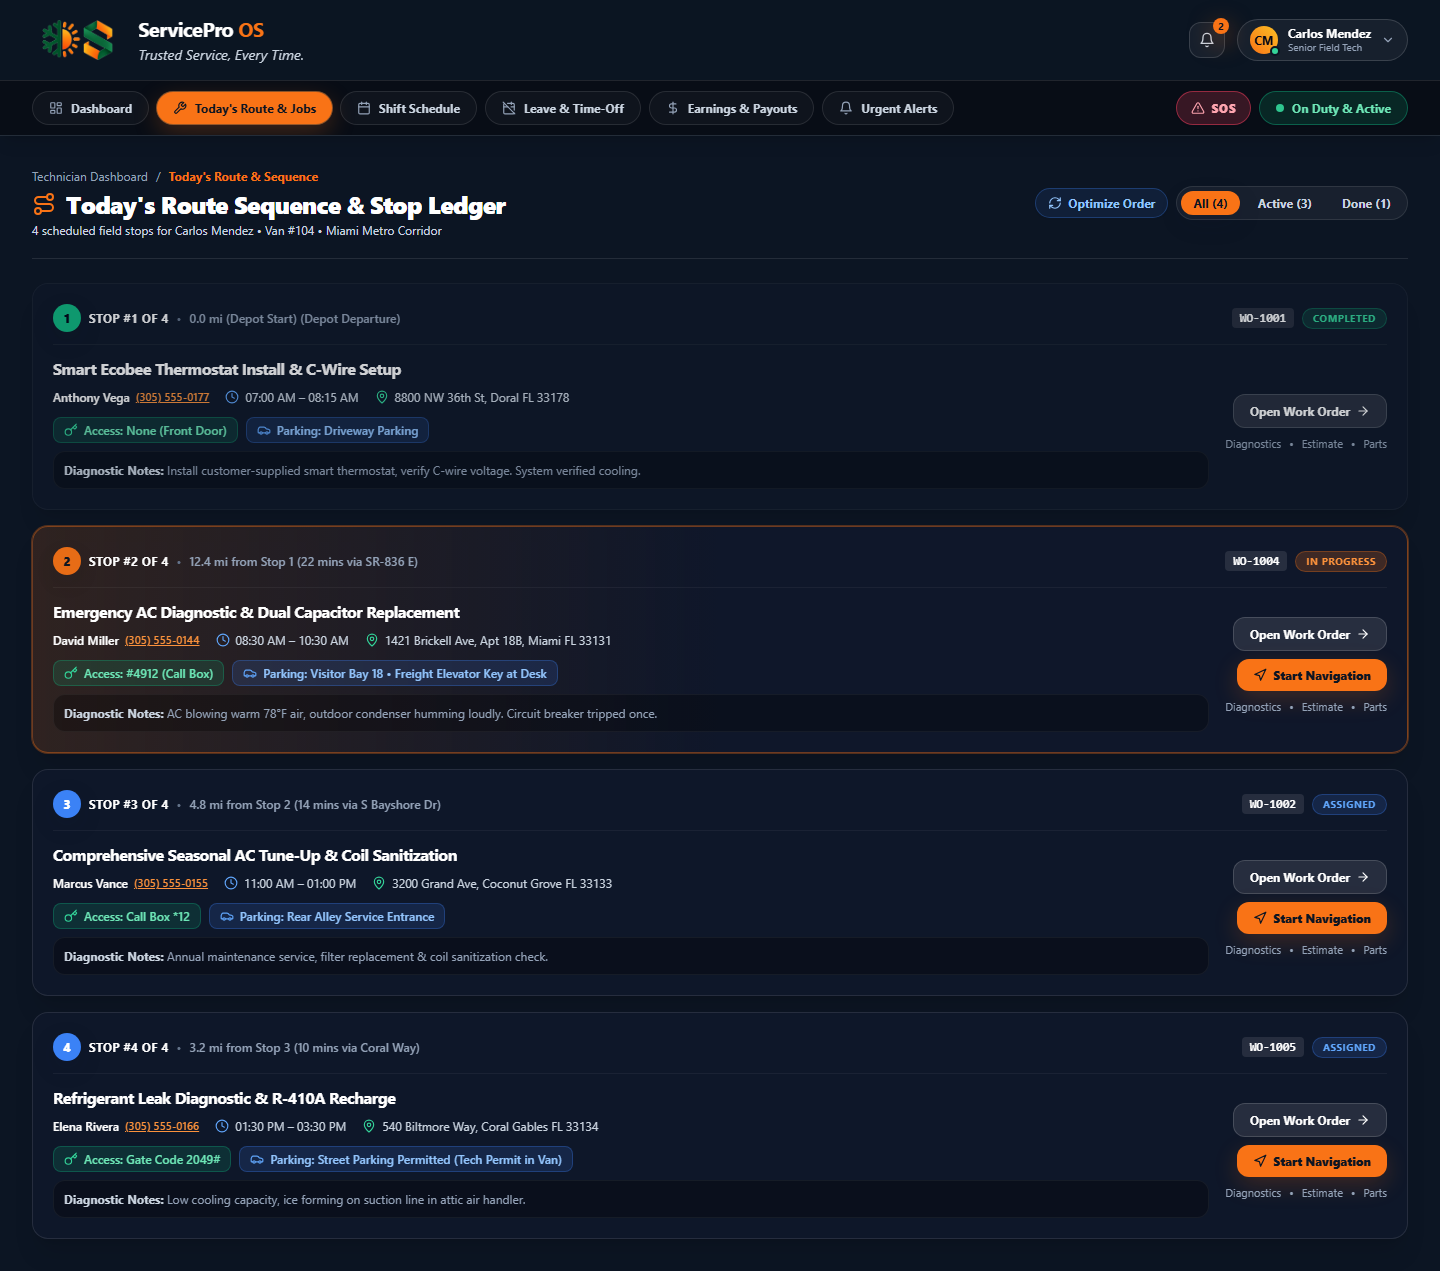 ServicePro OS
Trusted Service, Every Time.
2
CM
Carlos Mendez
Senior Field Tech
Dashboard
Today's Route & Jobs
Shift Schedule
Leave & Time-Off
Earnings & Payouts
Urgent Alerts
SOS
On Duty & Active
Technician Dashboard / Today's Route & Sequence
Today's Route Sequence & Stop Ledger
4 scheduled field stops for Carlos Mendez • Van #104 • Miami Metro Corridor
Optimize Order
All (4)
Active (3)
Done (1)
1 STOP #1 OF 4 • 0.0 mi (Depot Start) (Depot Departure)
WO-1001 COMPLETED
Smart Ecobee Thermostat Install & C-Wire Setup
Anthony Vega (305) 555-0177 07:00 AM – 08:15 AM 8800 NW 36th St, Doral FL 33178
Access: None (Front Door) Parking: Driveway Parking
Diagnostic Notes: Install customer-supplied smart thermostat, verify C-wire voltage. System verified cooling.
Open Work Order →
Diagnostics • Estimate • Parts
2 STOP #2 OF 4 • 12.4 mi from Stop 1 (22 mins via SR-836 E)
WO-1004 IN PROGRESS
Emergency AC Diagnostic & Dual Capacitor Replacement
David Miller (305) 555-0144 08:30 AM – 10:30 AM 1421 Brickell Ave, Apt 18B, Miami FL 33131
Access: #4912 (Call Box) Parking: Visitor Bay 18 • Freight Elevator Key at Desk
Diagnostic Notes: AC blowing warm 78°F air, outdoor condenser humming loudly. Circuit breaker tripped once.
Open Work Order →
Start Navigation
Diagnostics • Estimate • Parts
3 STOP #3 OF 4 • 4.8 mi from Stop 2 (14 mins via S Bayshore Dr)
WO-1002 ASSIGNED
Comprehensive Seasonal AC Tune-Up & Coil Sanitization
Marcus Vance (305) 555-0155 11:00 AM – 01:00 PM 3200 Grand Ave, Coconut Grove FL 33133
Access: Call Box *12 Parking: Rear Alley Service Entrance
Diagnostic Notes: Annual maintenance service, filter replacement & coil sanitization check.
Open Work Order →
Start Navigation
Diagnostics • Estimate • Parts
4 STOP #4 OF 4 • 3.2 mi from Stop 3 (10 mins via Coral Way)
WO-1005 ASSIGNED
Refrigerant Leak Diagnostic & R-410A Recharge
Elena Rivera (305) 555-0166 01:30 PM – 03:30 PM 540 Biltmore Way, Coral Gables FL 33134
Access: Gate Code 2049# Parking: Street Parking Permitted (Tech Permit in Van)
Diagnostic Notes: Low cooling capacity, ice forming on suction line in attic air handler.
Open Work Order →
Start Navigation
Diagnostics • Estimate • Parts